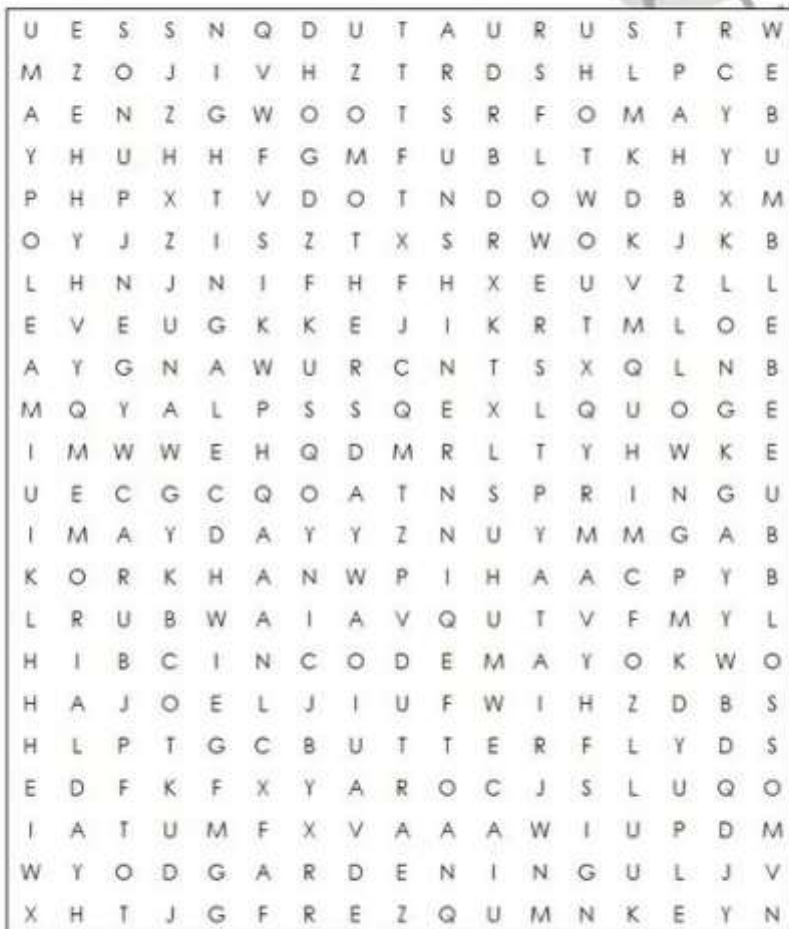 U E S S N Q D U T A U R U S T R W
M Z O J I V H Z T R D S H L P C E
A E N Z G W O O T S R F O M A Y B
Y H U H H F G M F U B L T K H Y U
P H P X T V D O T N D O W D B X M
O Y J Z I S Z T X S R W O K J K B
L H N J N I F H F H X E U V Z L L
E V E U G K K E J I K R T M L O E
A Y G N A W U R C N T S X Q L N B
M Q Y A L P S S Q E X L Q U O G E
I M W W E H Q D M R L T Y H W K E
U E C G C Q O A T N S P R I N G U
I M A Y D A Y Y Z N U Y M M G A B
K O R K H A N W P I H A A C P Y B
L R U B W A I A V Q U T V F M Y L
H I B C I N C O D E M A Y O K W O
H A J O E L J I U F W I H Z D B S
H L P T G C B U T T E R F L Y D S
E D F K F X Y A R O C J S L U Q O
I A T U M F X V A A A W I U P D M
W Y O D G A R D E N I N G U L J V
X H T J G F R E Z Q U M N K E Y N